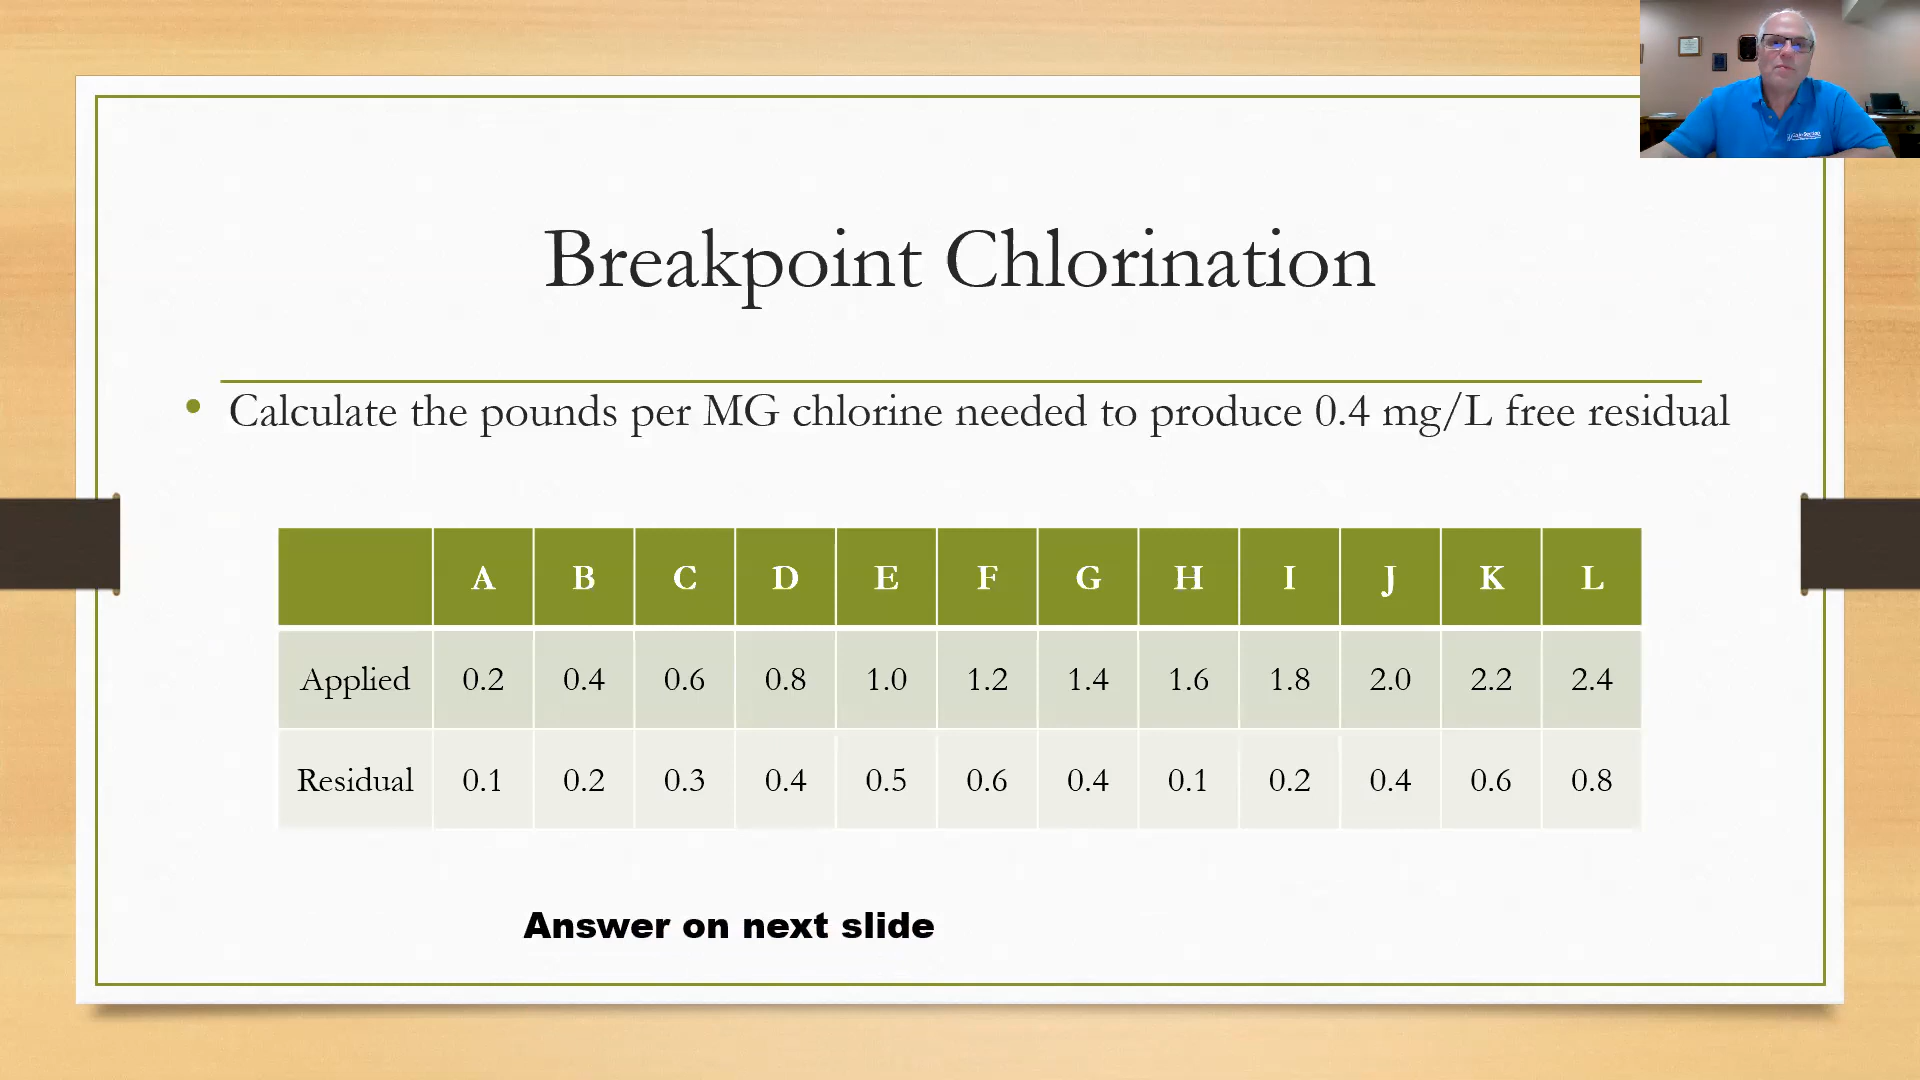 Breakpoint Chlorination
• Calculate the pounds per MG chlorine needed to produce 0.4 mg/L free residual
A B C D E F G H I J K L
Applied 0.2 0.4 0.6 0.8 1.0 1.2 1.4 1.6 1.8 2.0 2.2 2.4
Residual 0.1 0.2 0.3 0.4 0.5 0.6 0.4 0.1 0.2 0.4 0.6 0.8
Answer on next slide